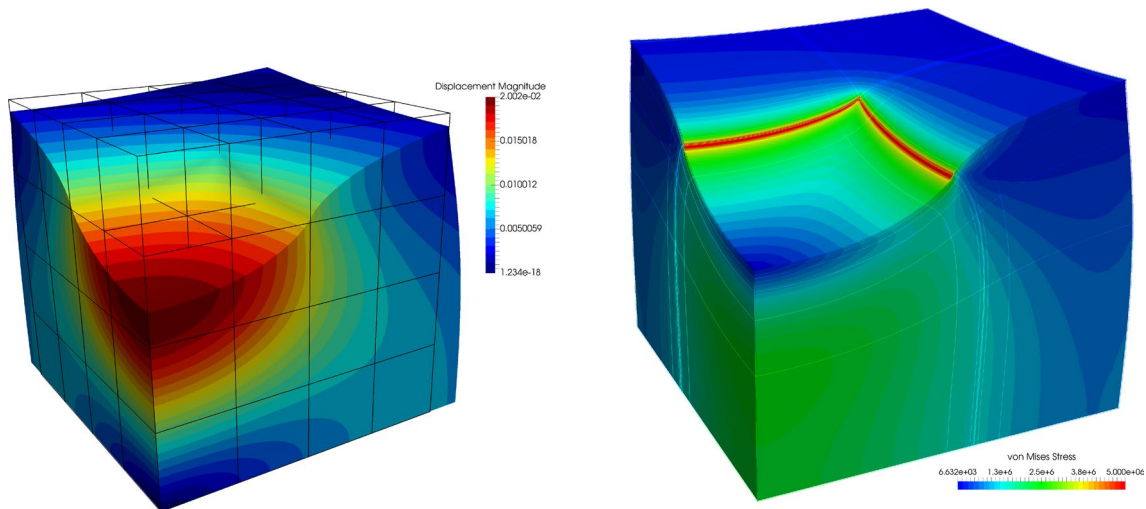 Displacement Magnitude
2.002e-02
0.015018
0.010012
0.0050059
1.234e-18
von Mises Stress
6.632e+03 1.3e+6 2.5e+6 3.8e+6 5.000e+06